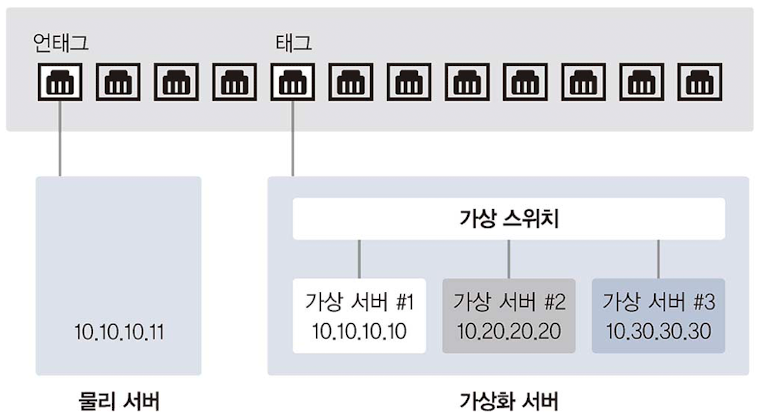 언태그 태그
가상 스위치
가상 서버 #1 가상 서버 #2 가상 서버 #3
10.10.10.11 10.10.10.10 10.20.20.20 10.30.30.30
물리 서버 가상화 서버